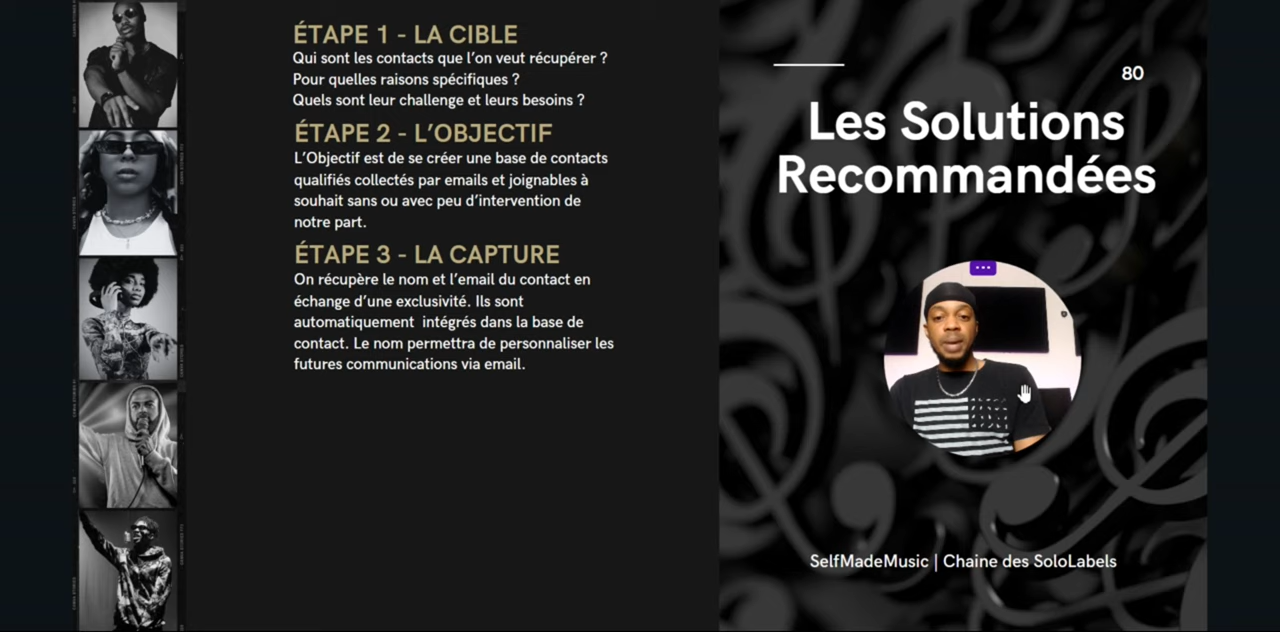 ÉTAPE 1 - LA CIBLE
Qui sont les contacts que l’on veut récupérer ?
Pour quelles raisons spécifiques ?
Quels sont leur challenge et leurs besoins ?
ÉTAPE 2 - L’OBJECTIF
L’Objectif est de se créer une base de contacts
qualifiés collectés par emails et joignables à
souhait sans ou avec peu d’intervention de
notre part.
ÉTAPE 3 - LA CAPTURE
On récupère le nom et l’email du contact en
échange d’une exclusivité. Ils sont
automatiquement intégrés dans la base de
contact. Le nom permettra de personnaliser les
futures communications via email.
80
Les Solutions
Recommandées
SelfMadeMusic | Chaine des SoloLabels